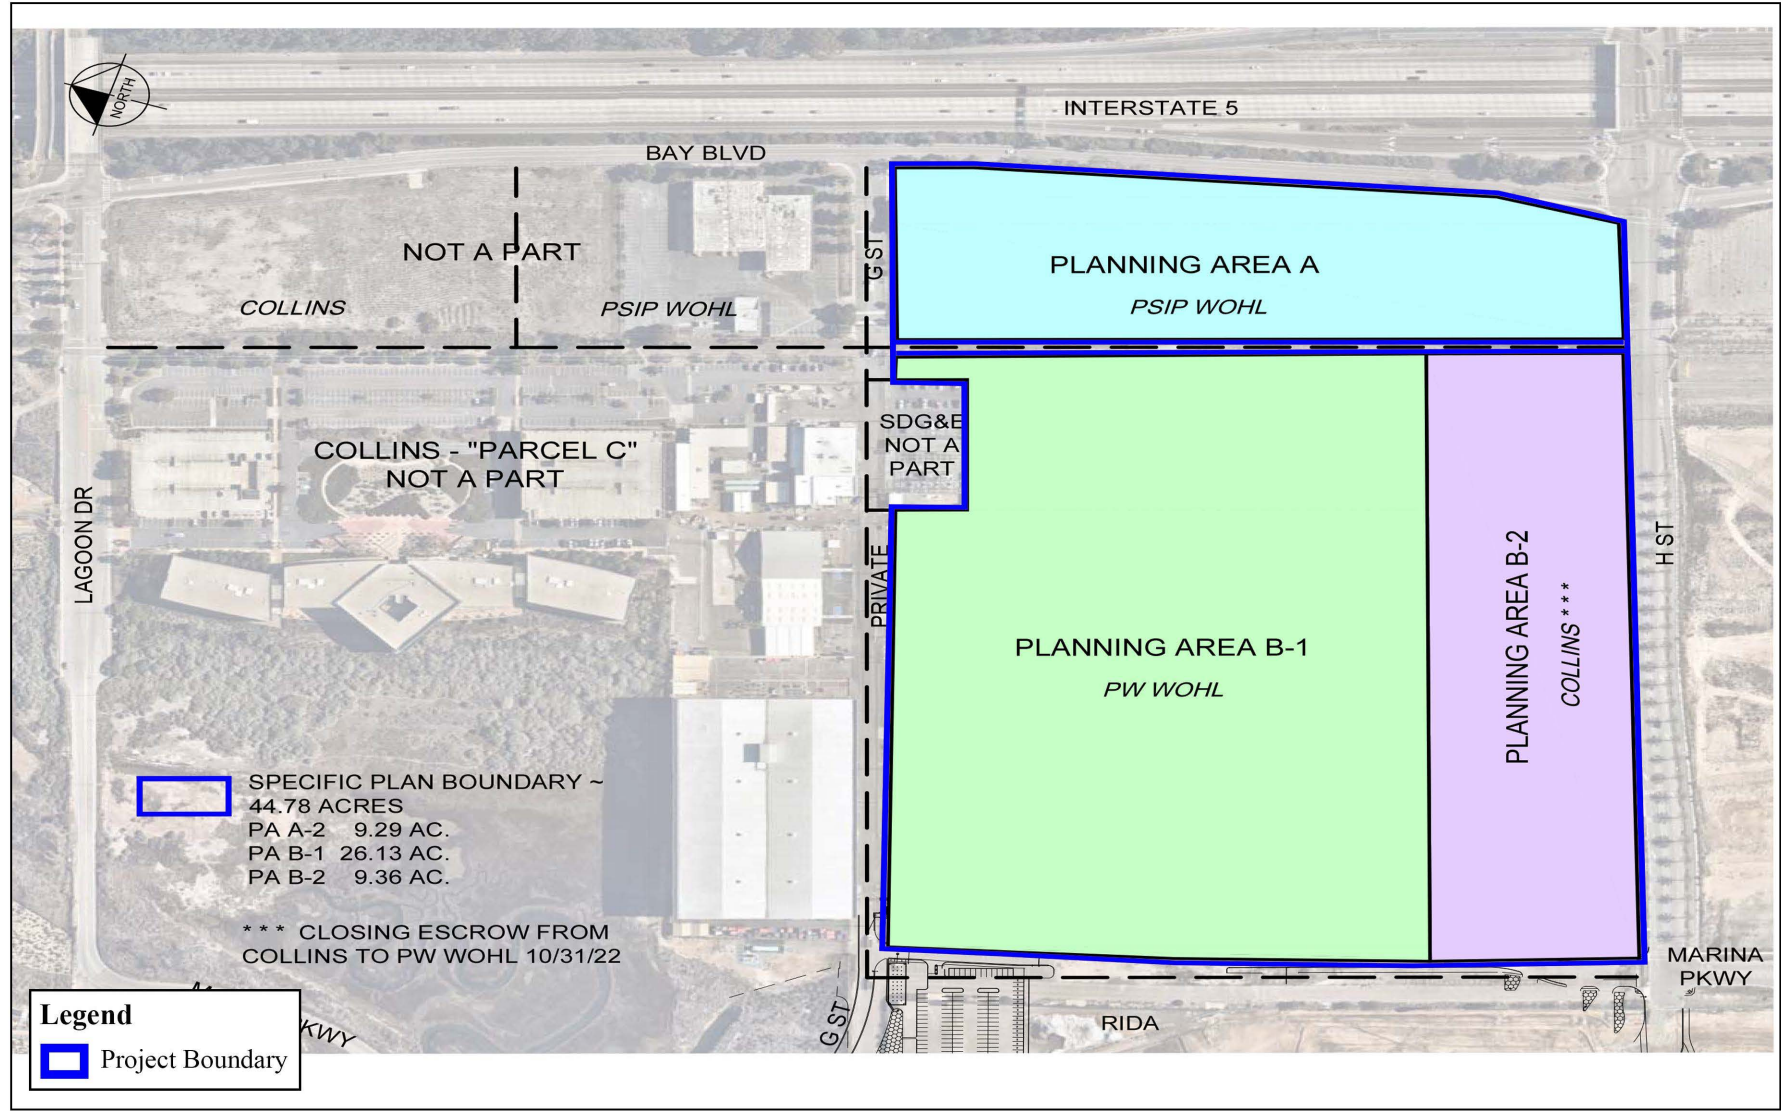 NORTH
INTERSTATE 5
BAY BLVD
NOT A PART
COLLINS
PSIP WOHL
G ST
PLANNING AREA A
PSIP WOHL
COLLINS - "PARCEL C"
NOT A PART
SDG&E
NOT A
PART
LAGOON DR
PRIVATE
PLANNING AREA B-1
PW WOHL
PLANNING AREA B-2
COLLINS ***
H ST
SPECIFIC PLAN BOUNDARY ~
44.78 ACRES
PA A-2 9.29 AC.
PA B-1 26.13 AC.
PA B-2 9.36 AC.
*** CLOSING ESCROW FROM
COLLINS TO PW WOHL 10/31/22
MARINA
PKWY
G ST
RIDA
KWY
Legend
Project Boundary